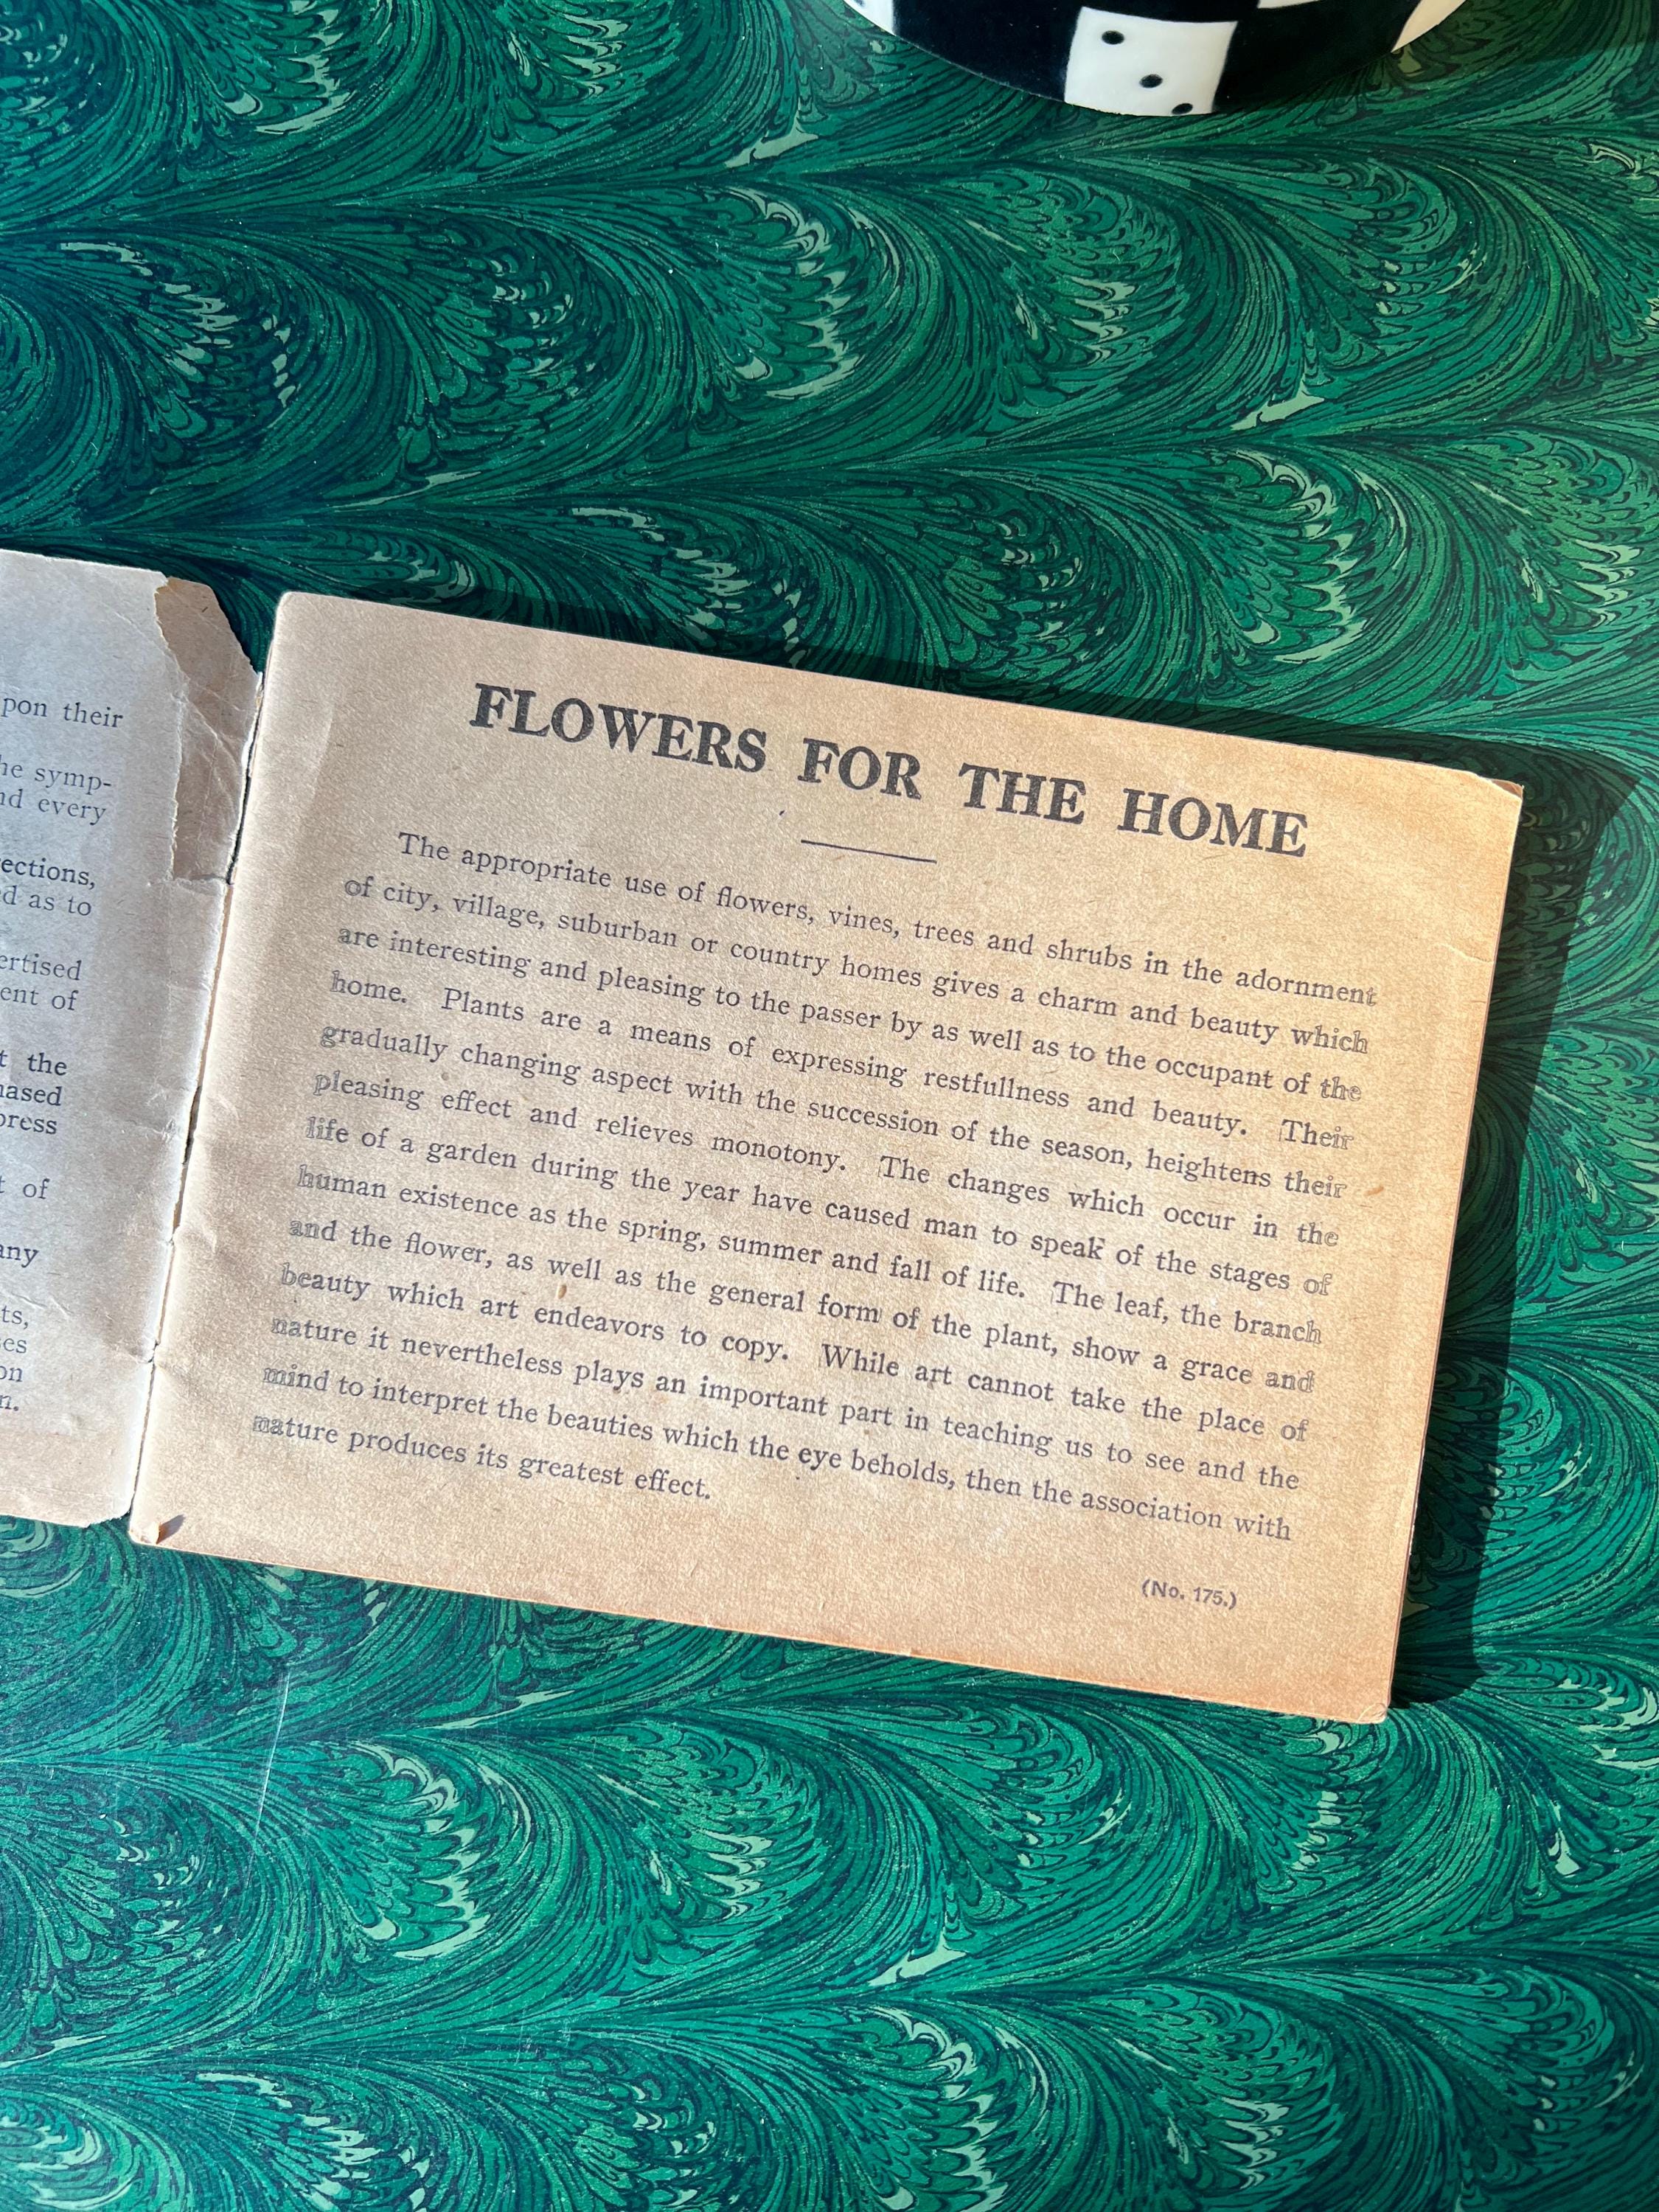 pon their
he symp-
nd every
ections,
d as to
ertised
ent of
t the
ased
press
t of
any
ts,
es
on
n.
FLOWERS FOR THE HOME
The appropriate use of flowers, vines, trees and shrubs in the adornment
of city, village, suburban or country homes gives a charm and beauty which
are interesting and pleasing to the passer by as well as to the occupant of the
home. Plants are a means of expressing restfullness and beauty. Their
gradually changing aspect with the succession of the season, heightens their
pleasing effect and relieves monotony. The changes which occur in the
life of a garden during the year have caused man to speak of the stages of
human existence as the spring, summer and fall of life. The leaf, the branch
and the flower, as well as the general form of the plant, show a grace and
beauty which art endeavors to copy. While art cannot take the place of
nature it nevertheless plays an important part in teaching us to see and the
mind to interpret the beauties which the eye beholds, then the association with
nature produces its greatest effect.
(No. 175.)